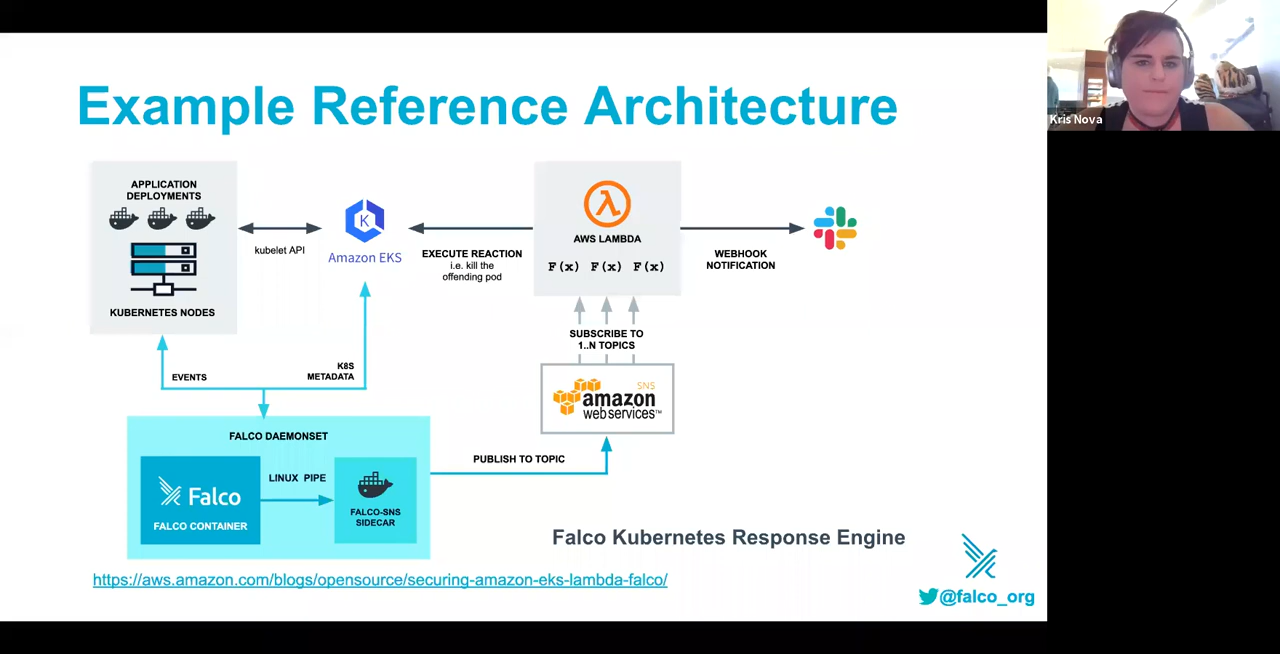 Example Reference Architecture
Kris Nova
APPLICATION
DEPLOYMENTS
KUBERNETES NODES
kubelet API
K
Amazon EKS
EXECUTE REACTION
i.e. kill the
offending pod
λ
AWS LAMBDA
F(x) F(x) F(x)
WEBHOOK
NOTIFICATION
SUBSCRIBE TO
1..N TOPICS
SNS
amazon
web services™
EVENTS
K8S
METADATA
FALCO DAEMONSET
Falco
FALCO CONTAINER
LINUX PIPE
FALCO-SNS
SIDECAR
PUBLISH TO TOPIC
Falco Kubernetes Response Engine
https://aws.amazon.com/blogs/opensource/securing-amazon-eks-lambda-falco/
@falco_org